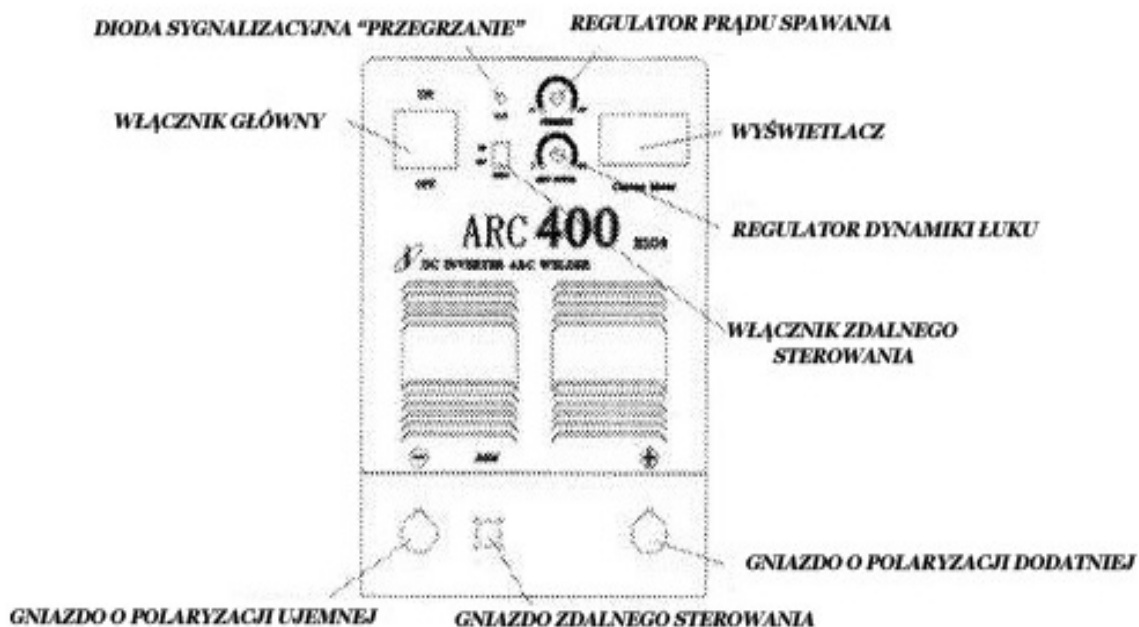 DIODA SYGNALIZACYJNA “PRZEGRZANIE”
REGULATOR PRĄDU SPAWANIA
WŁĄCZNIK GŁÓWNY
ON
OFF
WYŚWIETLACZ
REGULATOR DYNAMIKI ŁUKU
ARC 400
DC INVERTER ARC WELDER
WŁĄCZNIK ZDALNEGO
STEROWANIA
-
+
GNIAZDO O POLARYZACJI DODATNIEJ
GNIAZDO O POLARYZACJI UJEMNEJ
GNIAZDO ZDALNEGO STEROWANIA